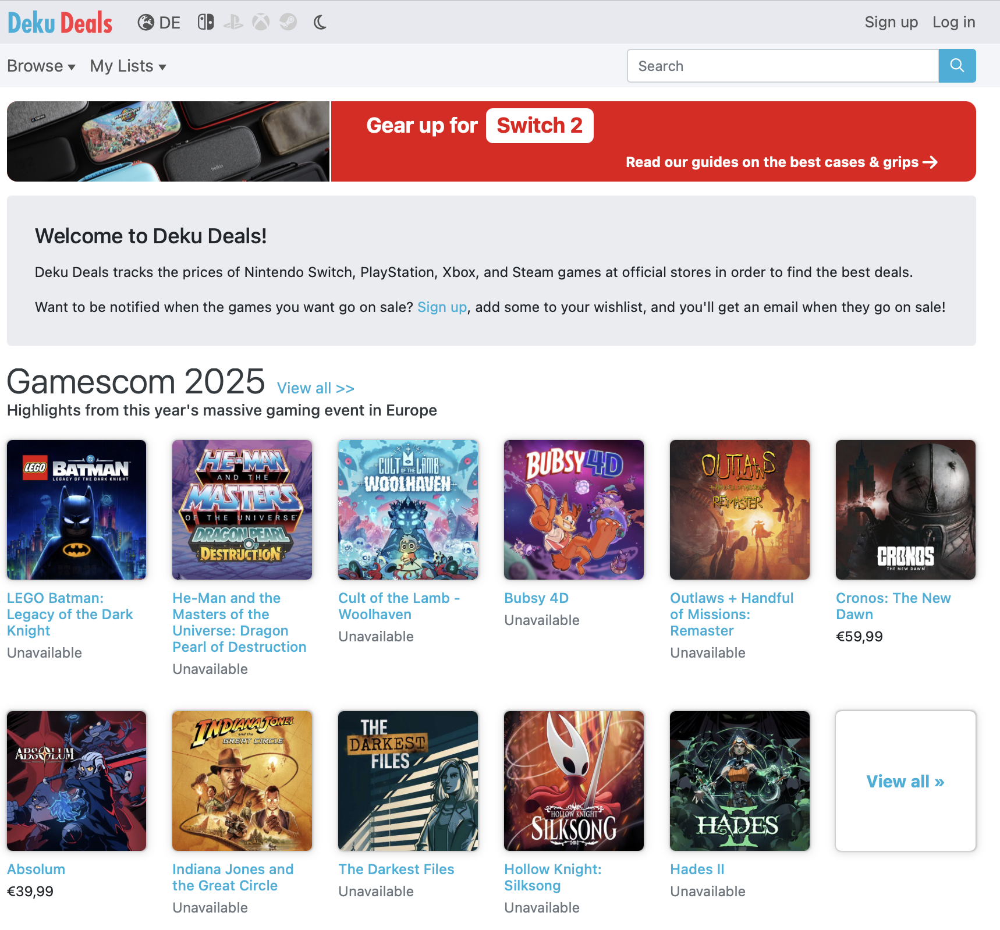 Deku Deals
DE
Sign up
Log in
Browse
My Lists
Search
GENKI
MARIOKART
WORLD
belkin
Gear up for Switch 2
Read our guides on the best cases & grips →
Welcome to Deku Deals!
Deku Deals tracks the prices of Nintendo Switch, PlayStation, Xbox, and Steam games at official stores in order to find the best deals.
Want to be notified when the games you want go on sale? Sign up, add some to your wishlist, and you'll get an email when they go on sale!
Gamescom 2025 View all >>
Highlights from this year's massive gaming event in Europe
LEGO BATMAN
LEGACY OF THE DARK KNIGHT
LEGO Batman:
Legacy of the Dark
Knight
Unavailable
HE-MAN
AND THE
MASTERS
OF THE UNIVERSE
DRAGON PEARL
OF
DESTRUCTION
He-Man and the
Masters of the
Universe: Dragon
Pearl of Destruction
Unavailable
CULT OF THE LAMB
WOOLHAVEN
Cult of the Lamb -
Woolhaven
Unavailable
BUBSY 4D
Bubsy 4D
Unavailable
OUTLAWS
+ HANDFUL OF MISSIONS
REMASTER
Outlaws + Handful
of Missions:
Remaster
Unavailable
CRONOS
THE NEW DAWN
Cronos: The New
Dawn
€59,99
ABSOLUM
Absolum
€39,99
INDIANA JONES
and the
GREAT CIRCLE
Indiana Jones and
the Great Circle
Unavailable
THE
DARKEST
FILES
The Darkest Files
Unavailable
HOLLOW KNIGHT
SILKSONG
Hollow Knight:
Silksong
Unavailable
HADES
II
Hades II
Unavailable
View all »